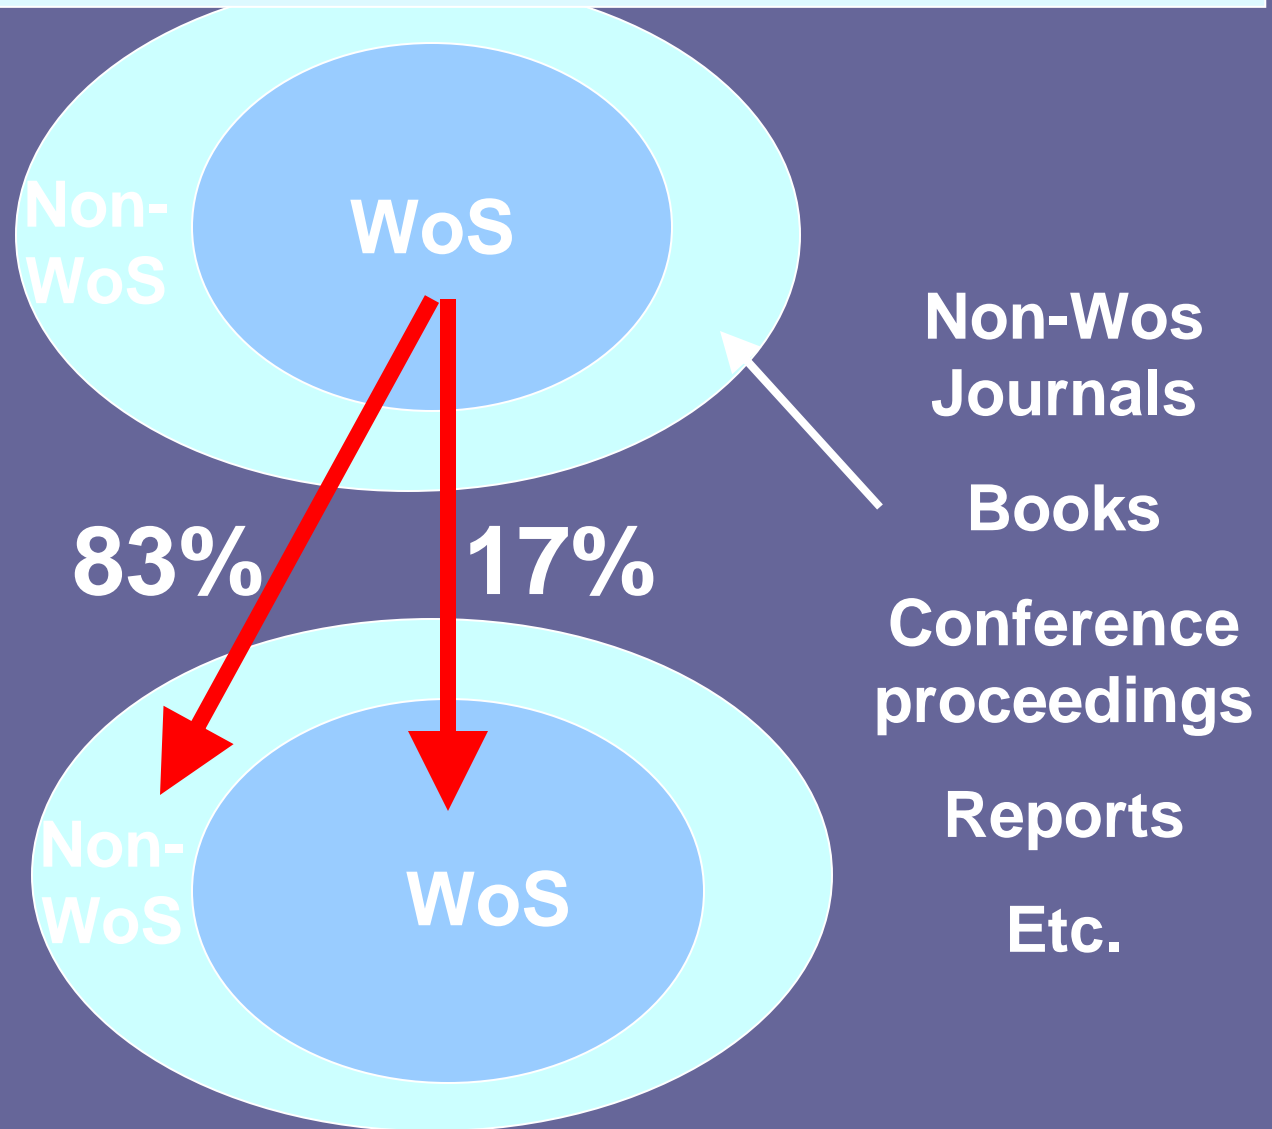 Non-
WoS
WoS
Non-Wos
Journals
Books
Conference
proceedings
Reports
Etc.
83%
17%
Non-
WoS
WoS